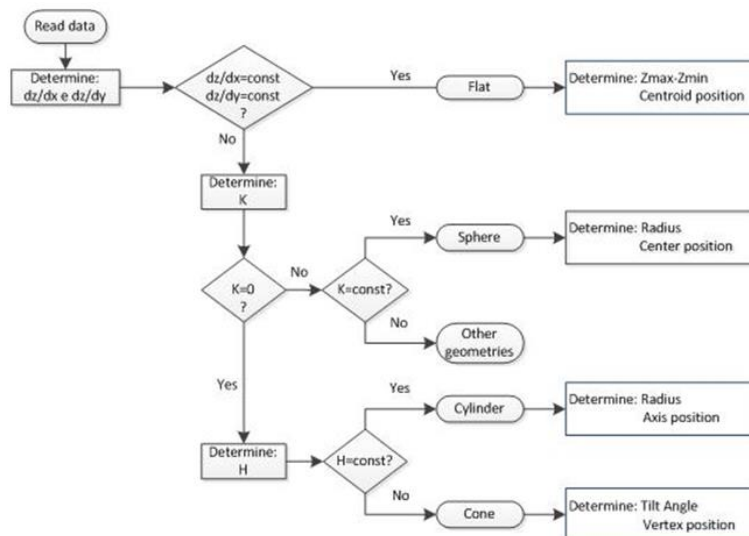 Read data
Determine:
dz/dx e dz/dy
dz/dx=const
dz/dy=const
?
Yes
Flat
Determine: Zmax-Zmin
Centroid position
No
Determine:
K
K=0
?
No
K=const?
Yes
Sphere
Determine: Radius
Center position
No
Other
geometries
Yes
Determine:
H
H=const?
Yes
Cylinder
Determine: Radius
Axis position
No
Cone
Determine: Tilt Angle
Vertex position